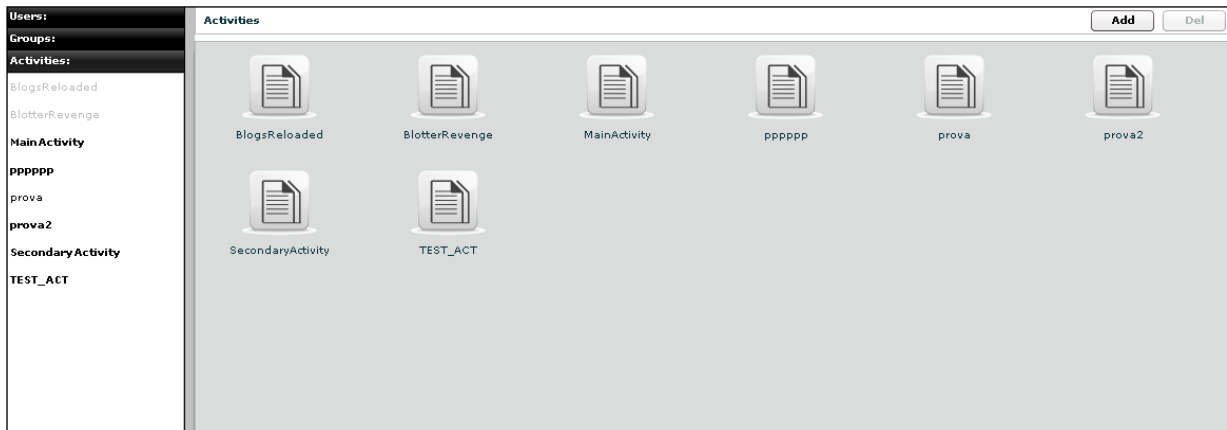 Users:
Groups:
Activities:
BlogsReloaded
BlotterRevenge
MainActivity
pppppp
prova
prova2
SecondaryActivity
TEST_ACT
Activities
Add Del
BlogsReloaded BlotterRevenge MainActivity pppppp prova prova2
SecondaryActivity TEST_ACT